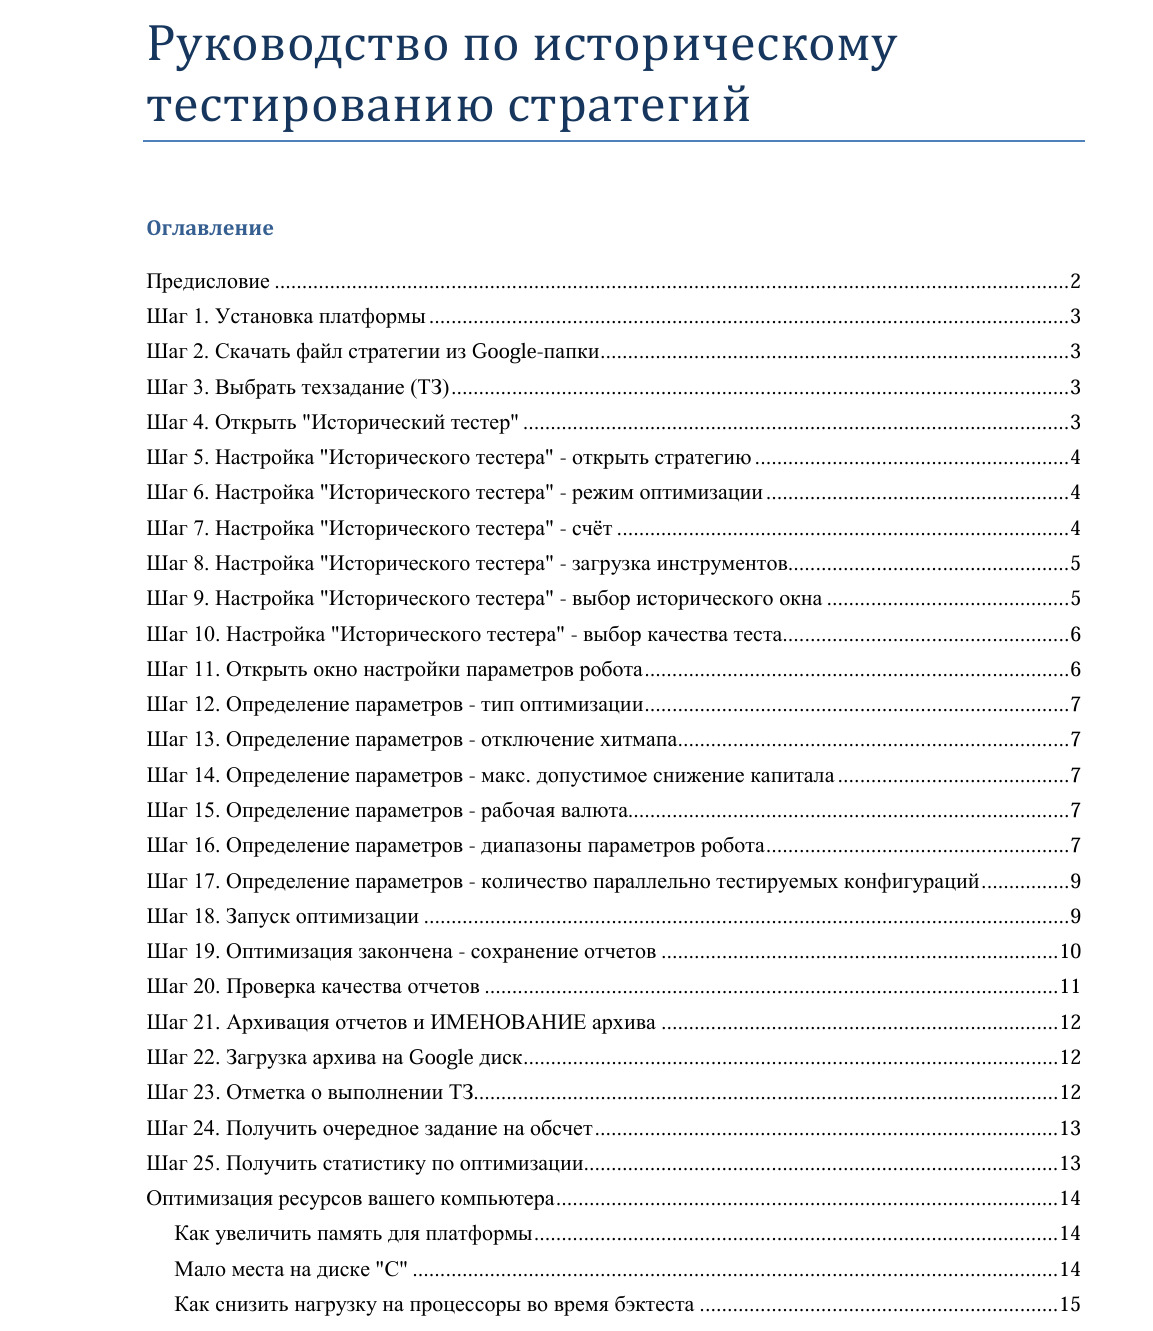 Руководство по историческому
тестированию стратегий
Оглавление
Предисловие ........ 2
Шаг 1. Установка платформы ........ 3
Шаг 2. Скачать файл стратегии из Google-папки ........ 3
Шаг 3. Выбрать техзадание (ТЗ) ........ 3
Шаг 4. Открыть "Исторический тестер" ........ 3
Шаг 5. Настройка "Исторического тестера" - открыть стратегию ........ 4
Шаг 6. Настройка "Исторического тестера" - режим оптимизации ........ 4
Шаг 7. Настройка "Исторического тестера" - счёт ........ 4
Шаг 8. Настройка "Исторического тестера" - загрузка инструментов ........ 5
Шаг 9. Настройка "Исторического тестера" - выбор исторического окна ........ 5
Шаг 10. Настройка "Исторического тестера" - выбор качества теста ........ 6
Шаг 11. Открыть окно настройки параметров робота ........ 6
Шаг 12. Определение параметров - тип оптимизации ........ 7
Шаг 13. Определение параметров - отключение хитмапа ........ 7
Шаг 14. Определение параметров - макс. допустимое снижение капитала ........ 7
Шаг 15. Определение параметров - рабочая валюта ........ 7
Шаг 16. Определение параметров - диапазоны параметров робота ........ 7
Шаг 17. Определение параметров - количество параллельно тестируемых конфигураций ........ 9
Шаг 18. Запуск оптимизации ........ 9
Шаг 19. Оптимизация закончена - сохранение отчетов ........ 10
Шаг 20. Проверка качества отчетов ........ 11
Шаг 21. Архивация отчетов и ИМЕНОВАНИЕ архива ........ 12
Шаг 22. Загрузка архива на Google диск ........ 12
Шаг 23. Отметка о выполнении ТЗ ........ 12
Шаг 24. Получить очередное задание на обсчет ........ 13
Шаг 25. Получить статистику по оптимизации ........ 13
Оптимизация ресурсов вашего компьютера ........ 14
Как увеличить память для платформы ........ 14
Мало места на диске "С" ........ 14
Как снизить нагрузку на процессоры во время бэктеста ........ 15